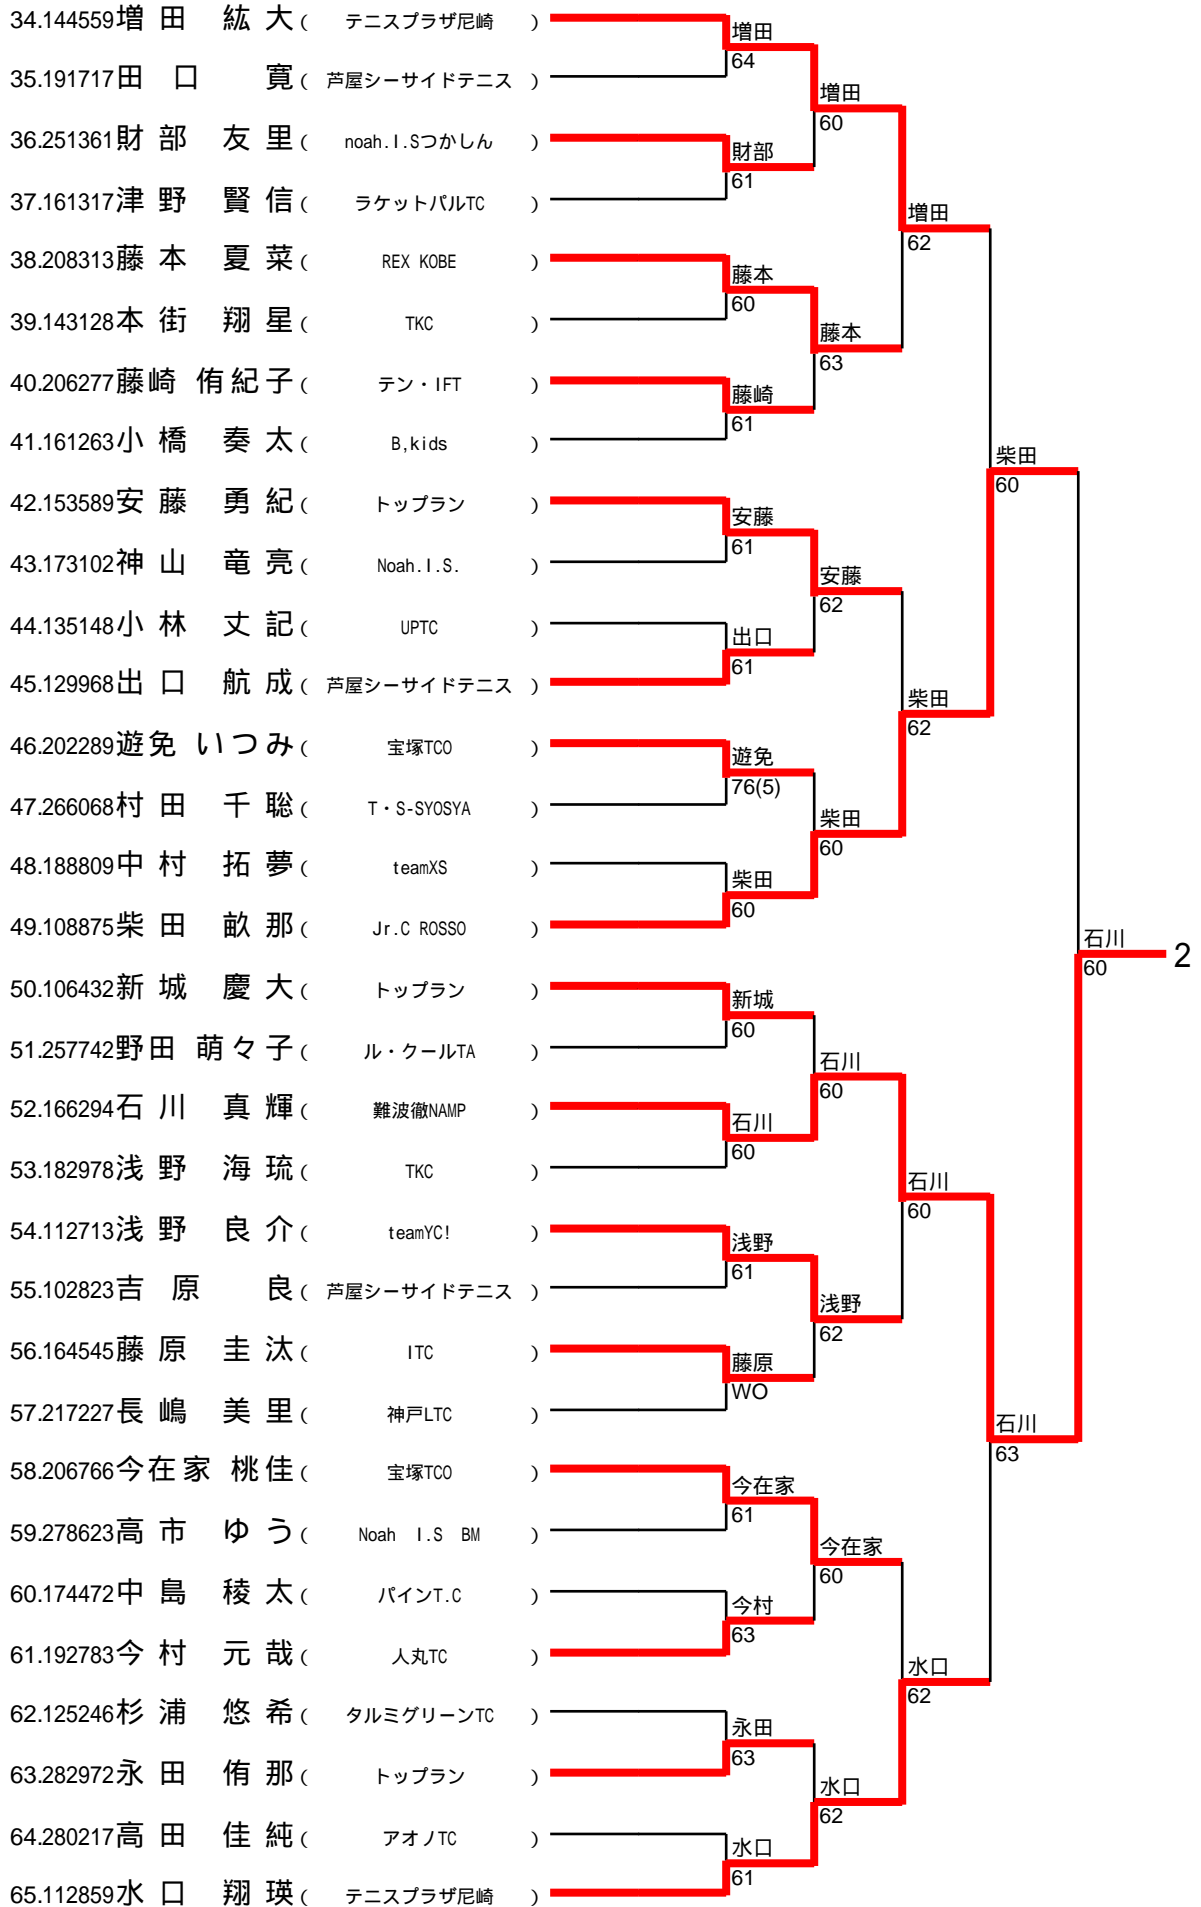 34.144559増田 紘大( テニスプラザ尼崎 )
増田
64
35.191717田口 寛( 芦屋シーサイドテニス )
増田
60
36.251361財部 友里( noah.I.Sつかしん )
財部
61
37.161317津野 賢信( ラケットパルTC )
増田
62
38.208313藤本 夏菜( REX KOBE )
藤本
60
39.143128本街 翔星( TKC )
藤本
63
40.206277藤崎 侑紀子( テン・IFT )
藤崎
61
41.161263小橋 奏太( B,kids )
柴田
60
42.153589安藤 勇紀( トップラン )
安藤
61
43.173102神山 竜亮( Noah.I.S. )
安藤
62
44.135148小林 丈記( UPTC )
出口
61
45.129968出口 航成( 芦屋シーサイドテニス )
柴田
62
46.202289遊免 いつみ( 宝塚TCO )
遊免
76(5)
47.266068村田 千聡( T・S-SYOSYA )
柴田
60
48.188809中村 拓夢( teamXS )
柴田
60
49.108875柴田 畝那( Jr.C ROSSO )
石川
60
2
50.106432新城 慶大( トップラン )
新城
60
51.257742野田 萌々子( ル・クールTA )
石川
60
52.166294石川 真輝( 難波徹NAMP )
石川
60
53.182978浅野 海琉( TKC )
石川
60
54.112713浅野 良介( teamYC! )
浅野
61
55.102823吉原 良( 芦屋シーサイドテニス )
浅野
62
56.164545藤原 圭汰( ITC )
藤原
WO
57.217227長嶋 美里( 神戸LTC )
石川
63
58.206766今在家 桃佳( 宝塚TCO )
今在家
61
59.278623高市 ゆう( Noah I.S BM )
今在家
60
60.174472中島 稜太( パインT.C )
今村
63
61.192783今村 元哉( 人丸TC )
水口
62
62.125246杉浦 悠希( タルミグリーンTC )
永田
63
63.282972永田 侑那( トップラン )
水口
62
64.280217高田 佳純( アオノTC )
水口
61
65.112859水口 翔瑛( テニスプラザ尼崎 )